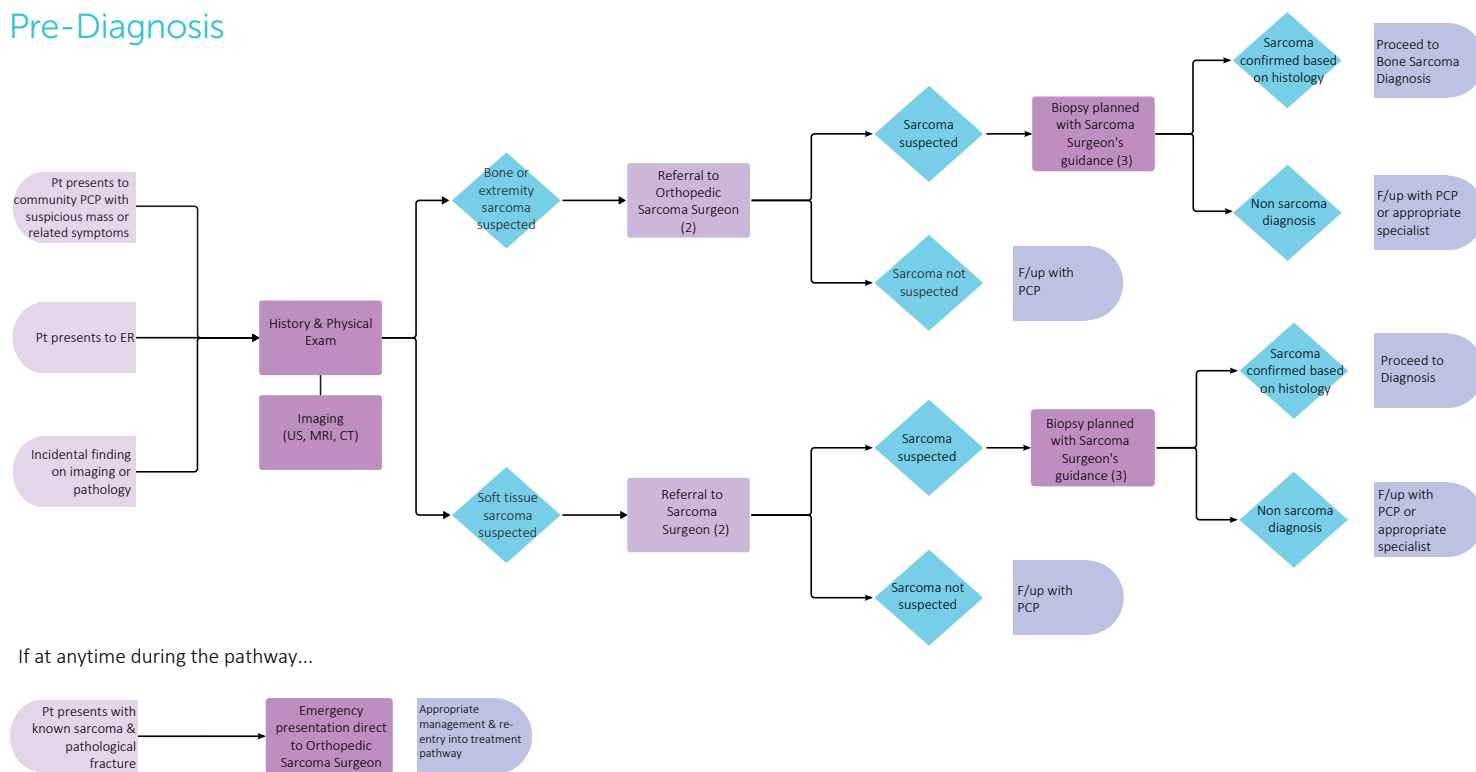 Pre-Diagnosis
Pt presents to
community PCP with
suspicious mass or
related symptoms
Pt presents to ER
Incidental finding
on imaging or
pathology
History & Physical
Exam
Imaging
(US, MRI, CT)
Bone or
extremity
sarcoma
suspected
Referral to
Orthopedic
Sarcoma Surgeon
(2)
Sarcoma
suspected
Biopsy planned
with Sarcoma
Surgeon's
guidance (3)
Sarcoma
confirmed based
on histology
Proceed to
Bone Sarcoma
Diagnosis
Non sarcoma
diagnosis
F/up with PCP
or appropriate
specialist
Sarcoma not
suspected
F/up with
PCP
Soft tissue
sarcoma
suspected
Referral to
Sarcoma
Surgeon (2)
Sarcoma
suspected
Biopsy planned
with Sarcoma
Surgeon's
guidance (3)
Sarcoma
confirmed based
on histology
Proceed to
Diagnosis
Non sarcoma
diagnosis
F/up with
PCP or
appropriate
specialist
Sarcoma not
suspected
F/up with
PCP
If at anytime during the pathway...
Pt presents with
known sarcoma &
pathological
fracture
Emergency
presentation direct
to Orthopedic
Sarcoma Surgeon
Appropriate
management & re-
entry into treatment
pathway